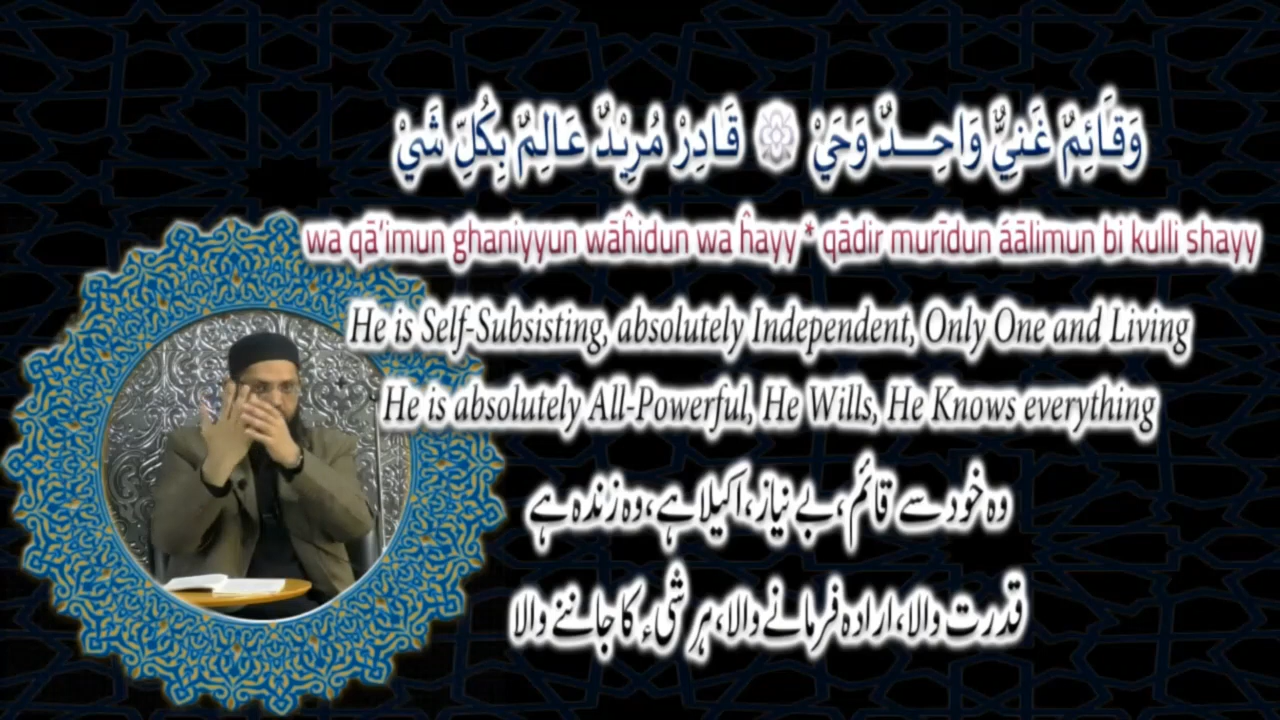 وَقَائِمٌ غَنِيٌّ وَاحِـــدٌ وَحَيْ ۞ قَادِرْ مُرِيْدٌ عَالِمٌ بِكُلِّ شَيْ
wa qā’imun ghaniyyun wāĥidun wa ĥayy * qādir murīdun áālimun bi kulli shayy
He is Self-Subsisting, absolutely Independent, Only One and Living
He is absolutely All-Powerful, He Wills, He Knows everything
وہ خود سے قائم، بے نیاز، اکیلا ہے، وہ زندہ ہے
قدرت والا، ارادہ فرمانے والا، ہر شیء کا جاننے والا